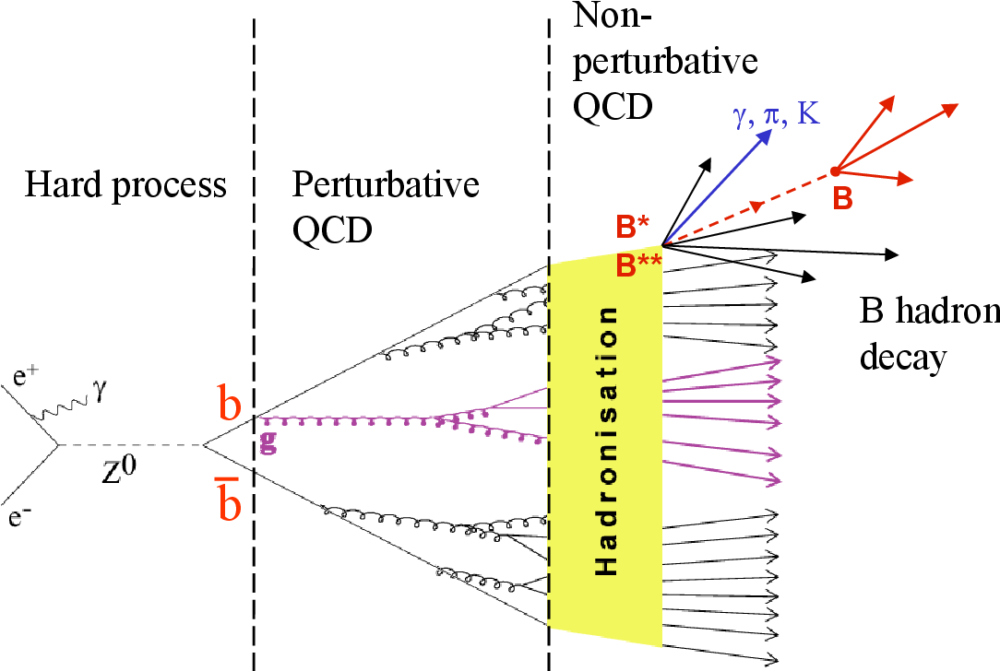 Non-
perturbative
QCD
γ, π, K
Hard process
Perturbative
QCD
B
B*
B**
B hadron
decay
Hadronisation
e⁺
γ
b
g
Z⁰
b̄
e⁻